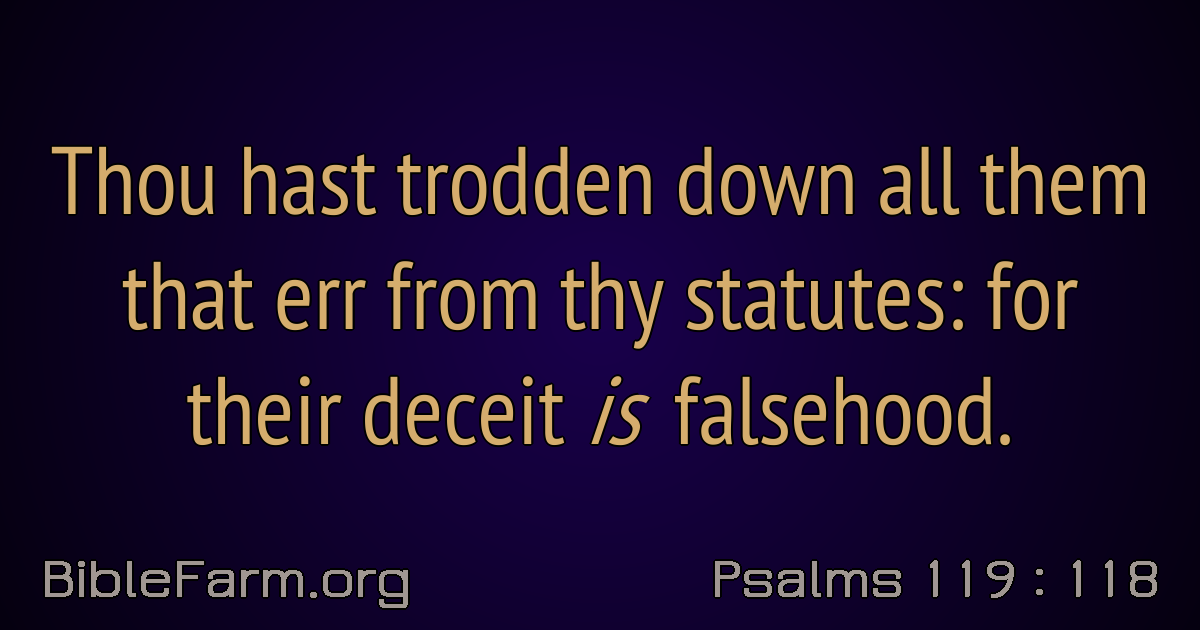 Thou hast trodden down all them
that err from thy statutes: for
their deceit is falsehood.
BibleFarm.org
Psalms 119 : 118